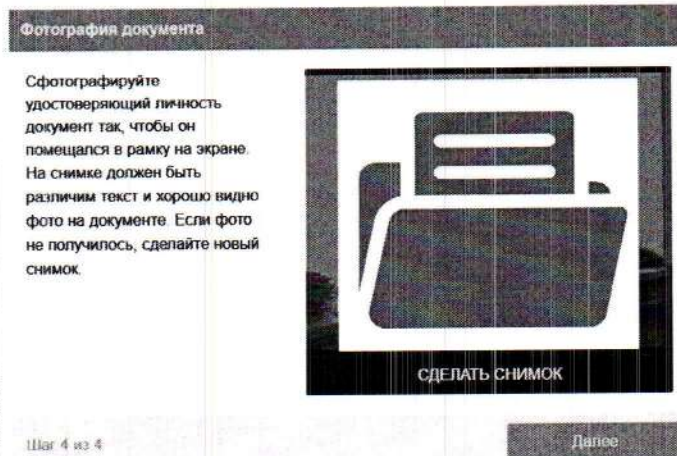 Фотография документа
Сфотографируйте
удостоверяющий личность
документ так, чтобы он
помещался в рамку на экране.
На снимке должен быть
различим текст и хорошо видно
фото на документе. Если фото
не получилось, сделайте новый
снимок.
СДЕЛАТЬ СНИМОК
Шаг 4 из 4
Далее